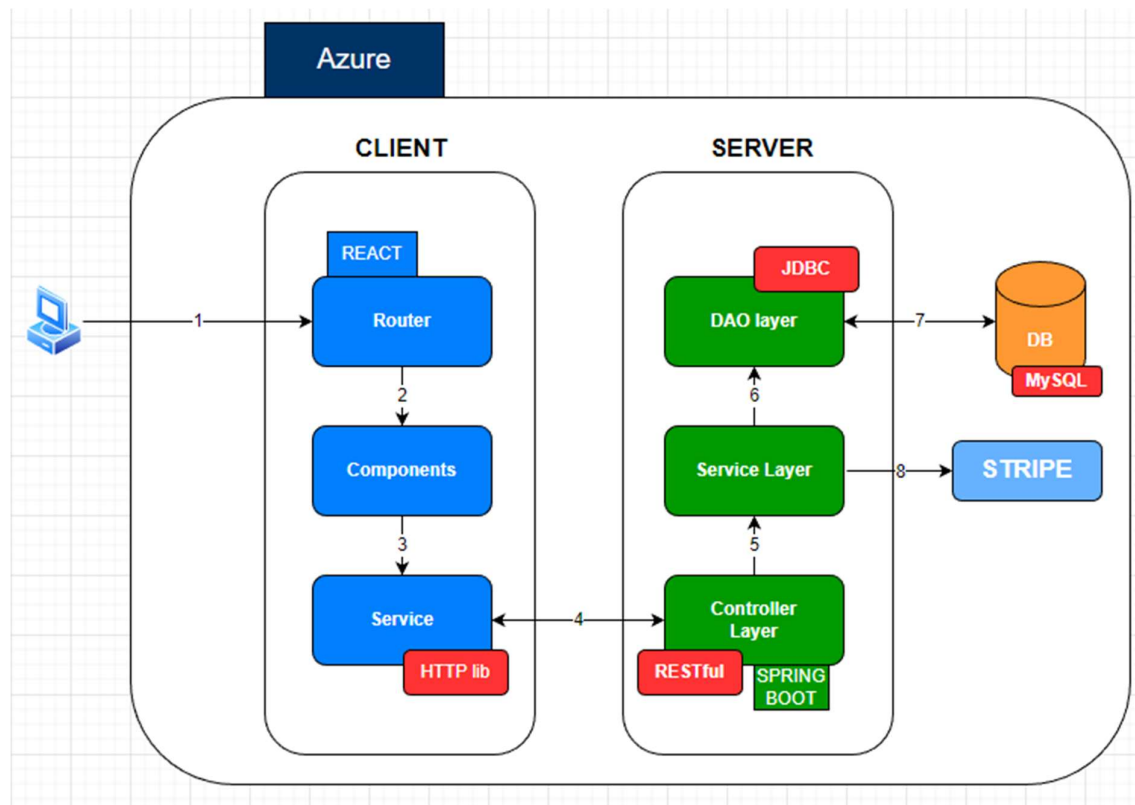 Azure
CLIENT
SERVER
REACT
Router
JDBC
DAO layer
1
7
DB
MySQL
2
6
Components
Service Layer
8
STRIPE
3
5
Service
HTTP lib
4
Controller
Layer
RESTful
SPRING
BOOT